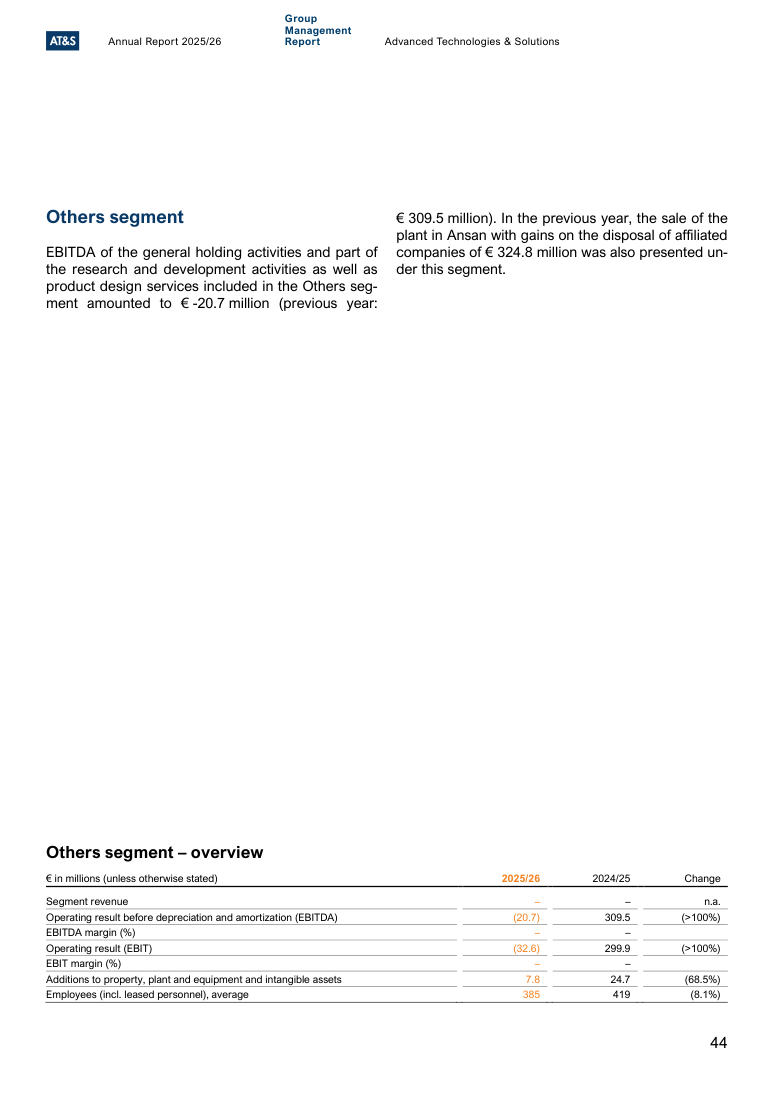 AT&S
Annual Report 2025/26
Group
Management
Report
Advanced Technologies & Solutions
Others segment
EBITDA of the general holding activities and part of
the research and development activities as well as
product design services included in the Others seg-
ment amounted to € -20.7 million (previous year:
€ 309.5 million). In the previous year, the sale of the
plant in Ansan with gains on the disposal of affiliated
companies of € 324.8 million was also presented un-
der this segment.
Others segment – overview
€ in millions (unless otherwise stated) 2025/26 2024/25 Change
Segment revenue – – n.a.
Operating result before depreciation and amortization (EBITDA) (20.7) 309.5 (>100%)
EBITDA margin (%) – –
Operating result (EBIT) (32.6) 299.9 (>100%)
EBIT margin (%) – –
Additions to property, plant and equipment and intangible assets 7.8 24.7 (68.5%)
Employees (incl. leased personnel), average 385 419 (8.1%)
44